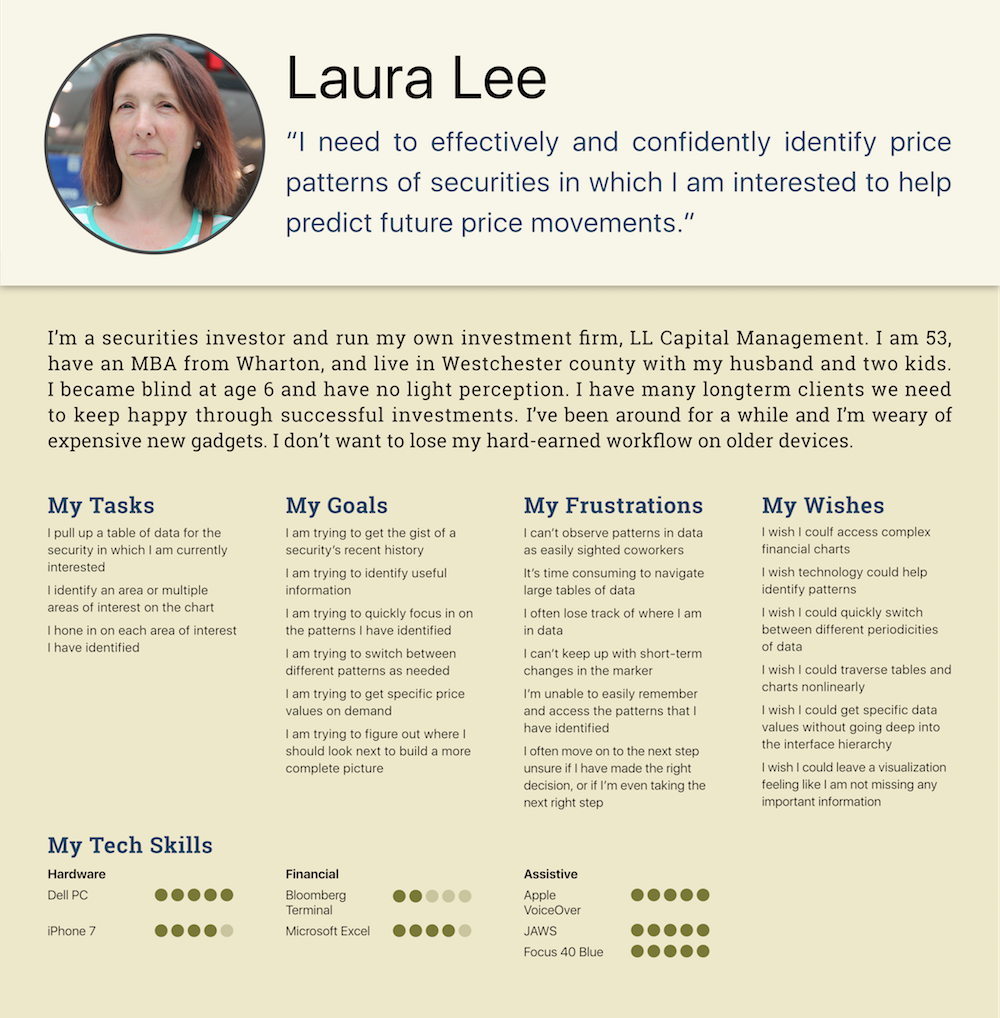 Laura Lee
“I need to effectively and confidently identify price
patterns of securities in which I am interested to help
predict future price movements.“
I’m a securities investor and run my own investment firm, LL Capital Management. I am 53,
have an MBA from Wharton, and live in Westchester county with my husband and two kids.
I became blind at age 6 and have no light perception. I have many longterm clients we need
to keep happy through successful investments. I’ve been around for a while and I’m weary of
expensive new gadgets. I don’t want to lose my hard-earned workflow on older devices.
My Tasks
I pull up a table of data for the
security in which I am currently
interested
I identify an area or multiple
areas of interest on the chart
I hone in on each area of interest
I have identified
My Goals
I am trying to get the gist of a
security’s recent history
I am trying to identify useful
information
I am trying to quickly focus in on
the patterns I have identified
I am trying to switch between
different patterns as needed
I am trying to get specific price
values on demand
I am trying to figure out where I
should look next to build a more
complete picture
My Frustrations
I can’t observe patterns in data
as easily sighted coworkers
It’s time consuming to navigate
large tables of data
I often lose track of where I am
in data
I can’t keep up with short-term
changes in the marker
I’m unable to easily remember
and access the patterns that I
have identified
I often move on to the next step
unsure if I have made the right
decision, or if I’m even taking the
next right step
My Wishes
I wish I coulf access complex
financial charts
I wish technology could help
identify patterns
I wish I could quickly switch
between different periodicities
of data
I wish I could traverse tables and
charts nonlinearly
I wish I could get specific data
values without going deep into
the interface hierarchy
I wish I could leave a visualization
feeling like I am not missing any
important information
My Tech Skills
Hardware
Dell PC
iPhone 7
Financial
Bloomberg
Terminal
Microsoft Excel
Assistive
Apple
VoiceOver
JAWS
Focus 40 Blue